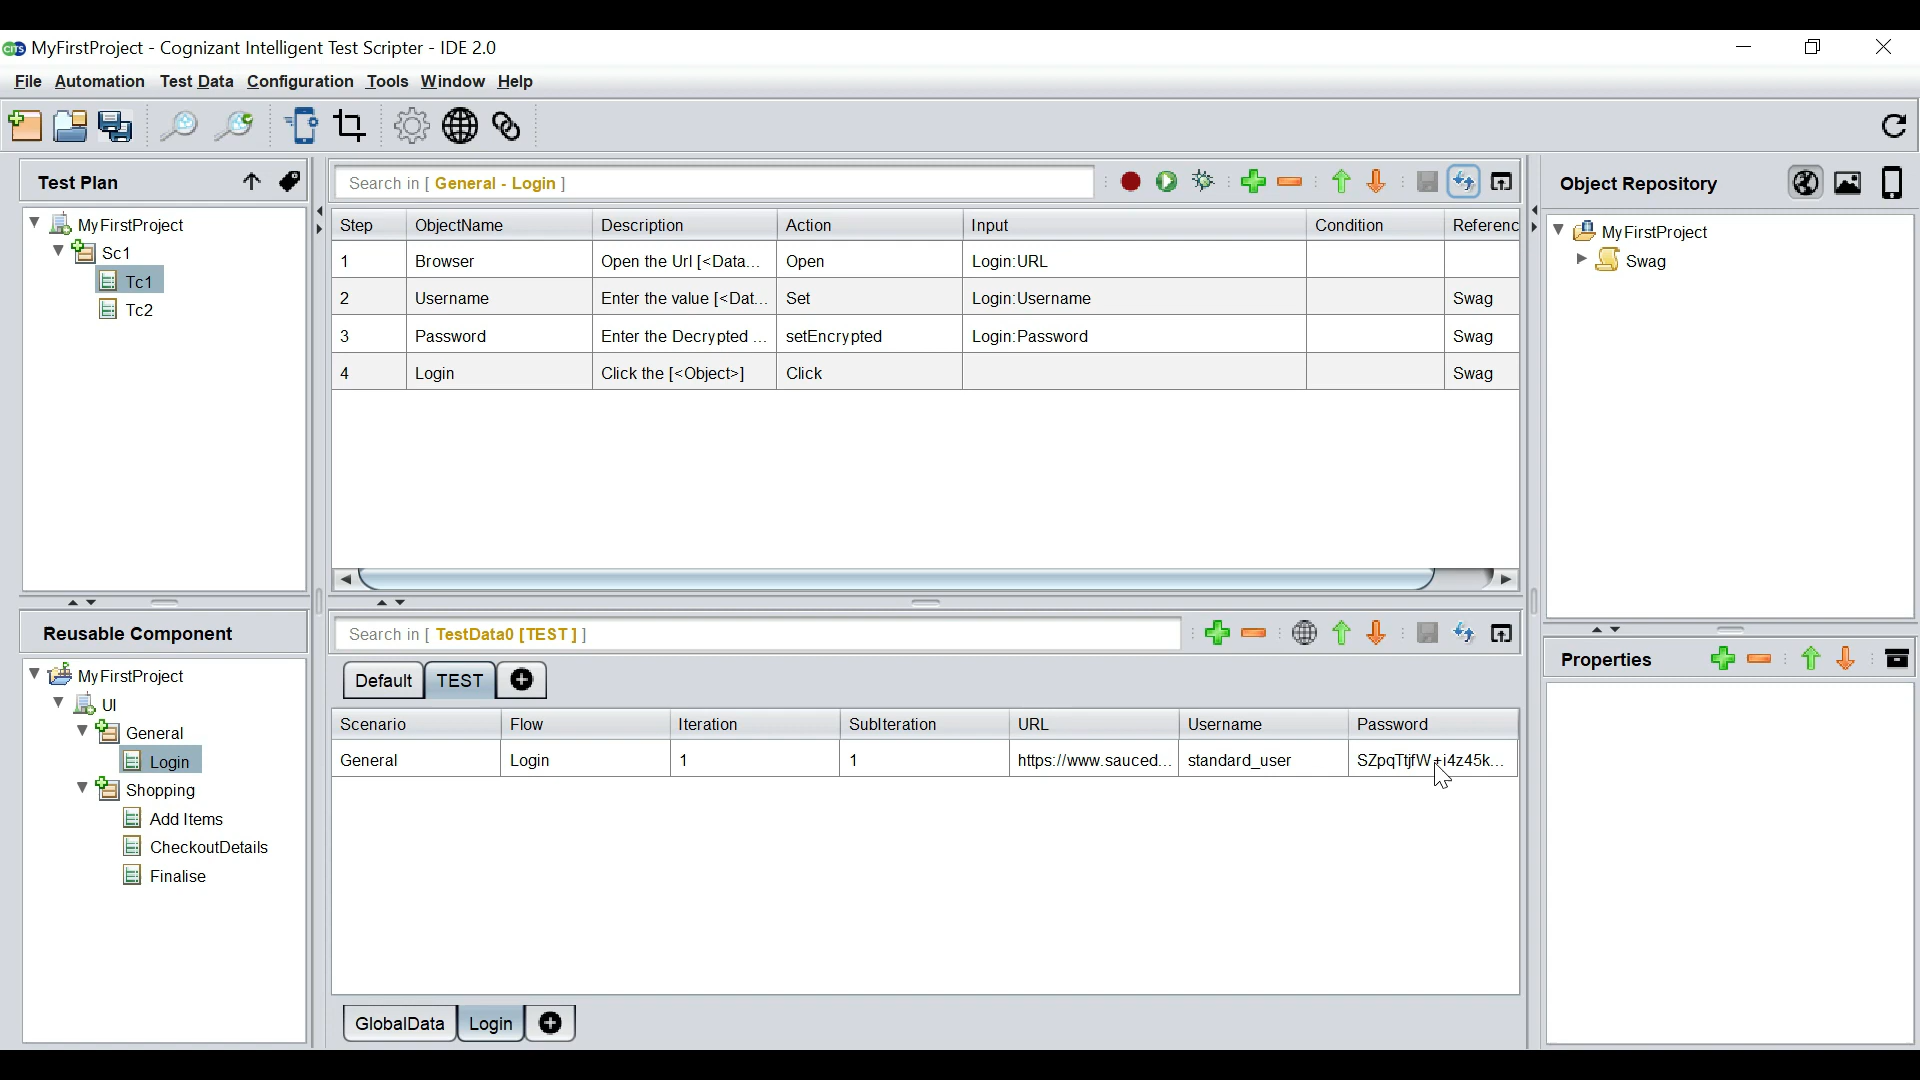 CITS MyFirstProject - Cognizant Intelligent Test Scripter - IDE 2.0
File Automation Test Data Configuration Tools Window Help
Test Plan
MyFirstProject
Sc1
Tc1
Tc2
Reusable Component
MyFirstProject
UI
General
Login
Shopping
Add Items
CheckoutDetails
Finalise
Search in [ General - Login ]
Step ObjectName Description Action Input Condition Referenc
1 Browser Open the Url [<Data... Open Login:URL
2 Username Enter the value [<Dat... Set Login:Username Swag
3 Password Enter the Decrypted ... setEncrypted Login:Password Swag
4 Login Click the [<Object>] Click Swag
Search in [ TestData0 [TEST] ]
Default TEST
Scenario Flow Iteration SubIteration URL Username Password
General Login 1 1 https://www.sauced... standard_user SZpqTtjfW+i4z45k...
GlobalData Login
Object Repository
MyFirstProject
Swag
Properties